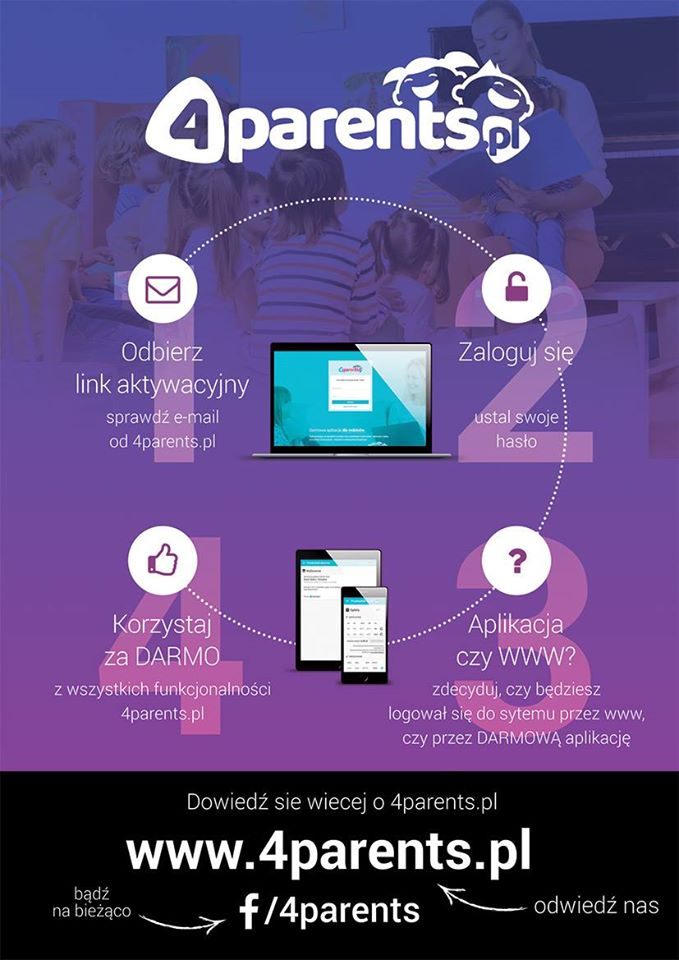 4parents.pl
1
Odbierz
link aktywacyjny
sprawdź e-mail
od 4parents.pl
2
Zaloguj się
ustal swoje
hasło
3
?
Aplikacja
czy WWW?
zdecyduj, czy będziesz
logował się do sytemu przez www,
czy przez DARMOWĄ aplikację
4
Korzystaj
za DARMO
z wszystkich funkcjonalności
4parents.pl
Dowiedź sie wiecej o 4parents.pl
www.4parents.pl
odwiedź nas
bądź
na bieżąco
f/4parents